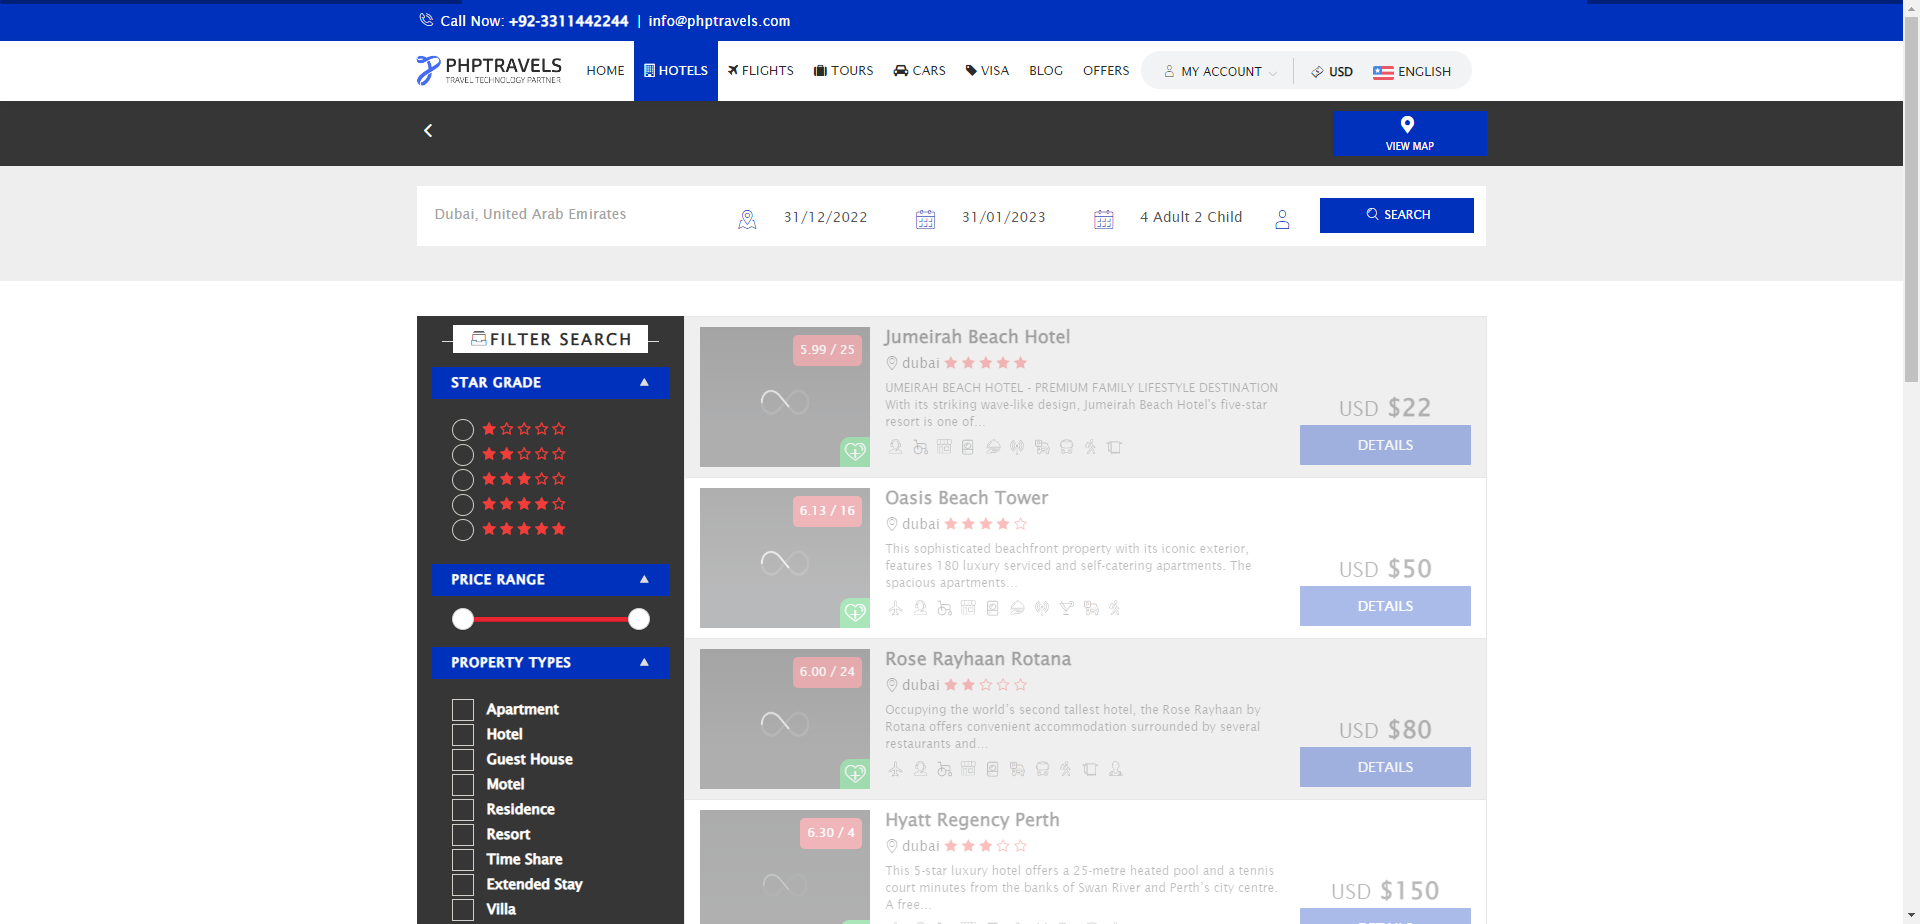 Call Now: +92-3311442244 | info@phptravels.com
PHPTRAVELS
TRAVEL TECHNOLOGY PARTNER
HOME HOTELS FLIGHTS TOURS CARS VISA BLOG OFFERS MY ACCOUNT USD ENGLISH
VIEW MAP
Dubai, United Arab Emirates 31/12/2022 31/01/2023 4 Adult 2 Child SEARCH
FILTER SEARCH
STAR GRADE
PRICE RANGE
PROPERTY TYPES
Apartment
Hotel
Guest House
Motel
Residence
Resort
Time Share
Extended Stay
Villa
5.99 / 25
Jumeirah Beach Hotel
dubai
UMEIRAH BEACH HOTEL - PREMIUM FAMILY LIFESTYLE DESTINATION
With its striking wave-like design, Jumeirah Beach Hotel's five-star
resort is one of...
USD $22
DETAILS
6.13 / 16
Oasis Beach Tower
dubai
This sophisticated beachfront property with its iconic exterior,
features 180 luxury serviced and self-catering apartments. The
spacious apartments...
USD $50
DETAILS
6.00 / 24
Rose Rayhaan Rotana
dubai
Occupying the world's second tallest hotel, the Rose Rayhaan by
Rotana offers convenient accommodation surrounded by several
restaurants and...
USD $80
DETAILS
6.30 / 4
Hyatt Regency Perth
dubai
This 5-star luxury hotel offers a 25-metre heated pool and a tennis
court minutes from the banks of Swan River and Perth's city centre.
A free...
USD $150